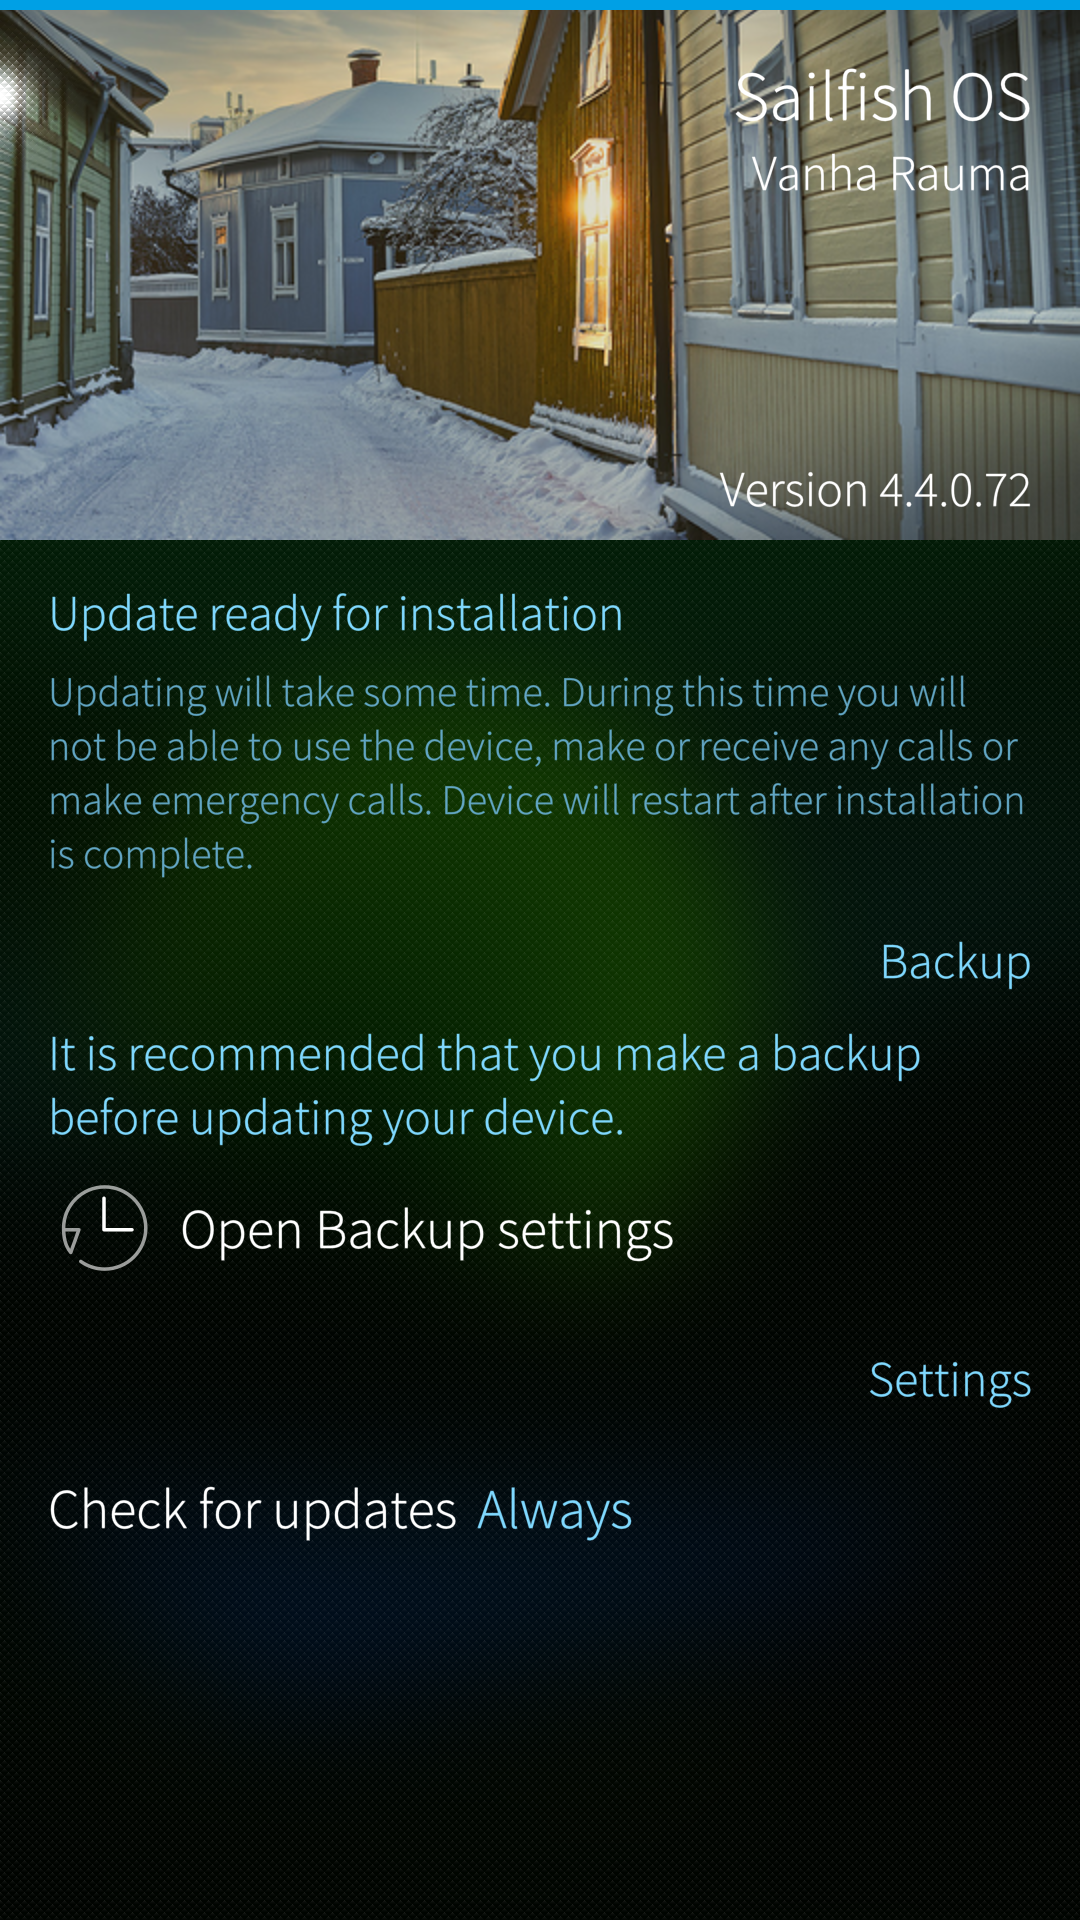 Sailfish OS
Vanha Rauma
Version 4.4.0.72
Update ready for installation
Updating will take some time. During this time you will
not be able to use the device, make or receive any calls or
make emergency calls. Device will restart after installation
is complete.
Backup
It is recommended that you make a backup
before updating your device.
Open Backup settings
Settings
Check for updates Always